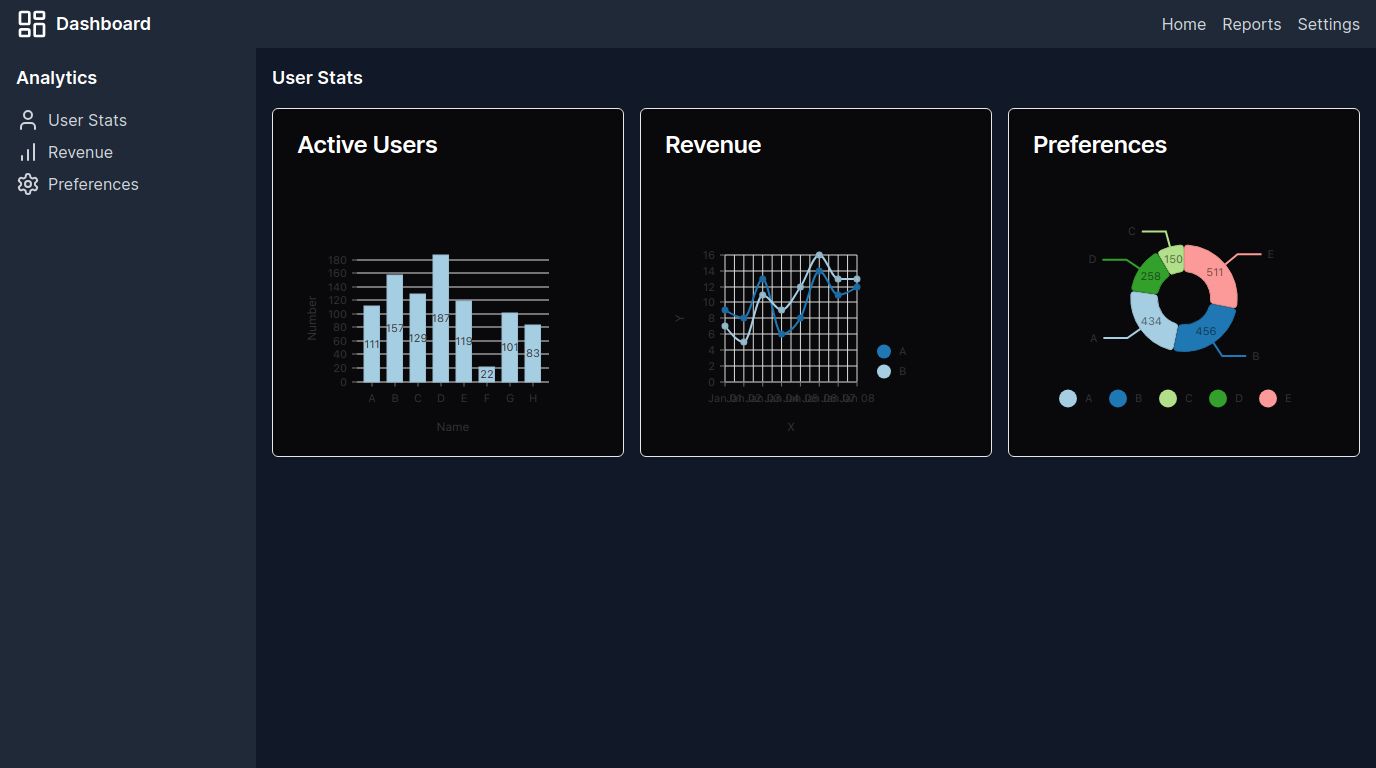 Dashboard
Home Reports Settings
Analytics
User Stats
Revenue
Preferences
User Stats
Active Users
180
160
140
120
100
80
60
40
20
0
Number
111 157 129 187 119 22 101 83
A B C D E F G H
Name
Revenue
16
14
12
10
8
6
4
2
0
Y
A
B
Jan 08
X
Preferences
C
D
E
A
B
150
258
511
434
456
A B C D E